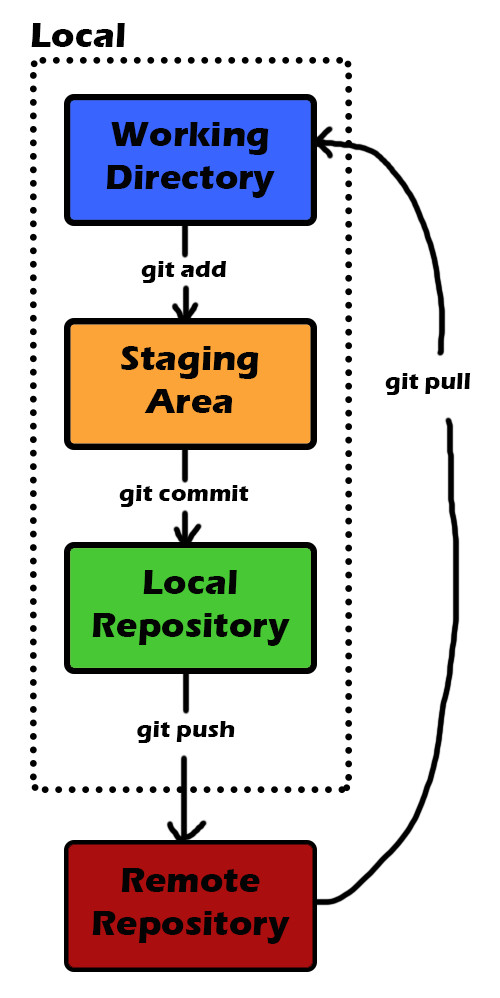 Local
Working
Directory
git add
Staging
Area
git pull
git commit
Local
Repository
git push
Remote
Repository